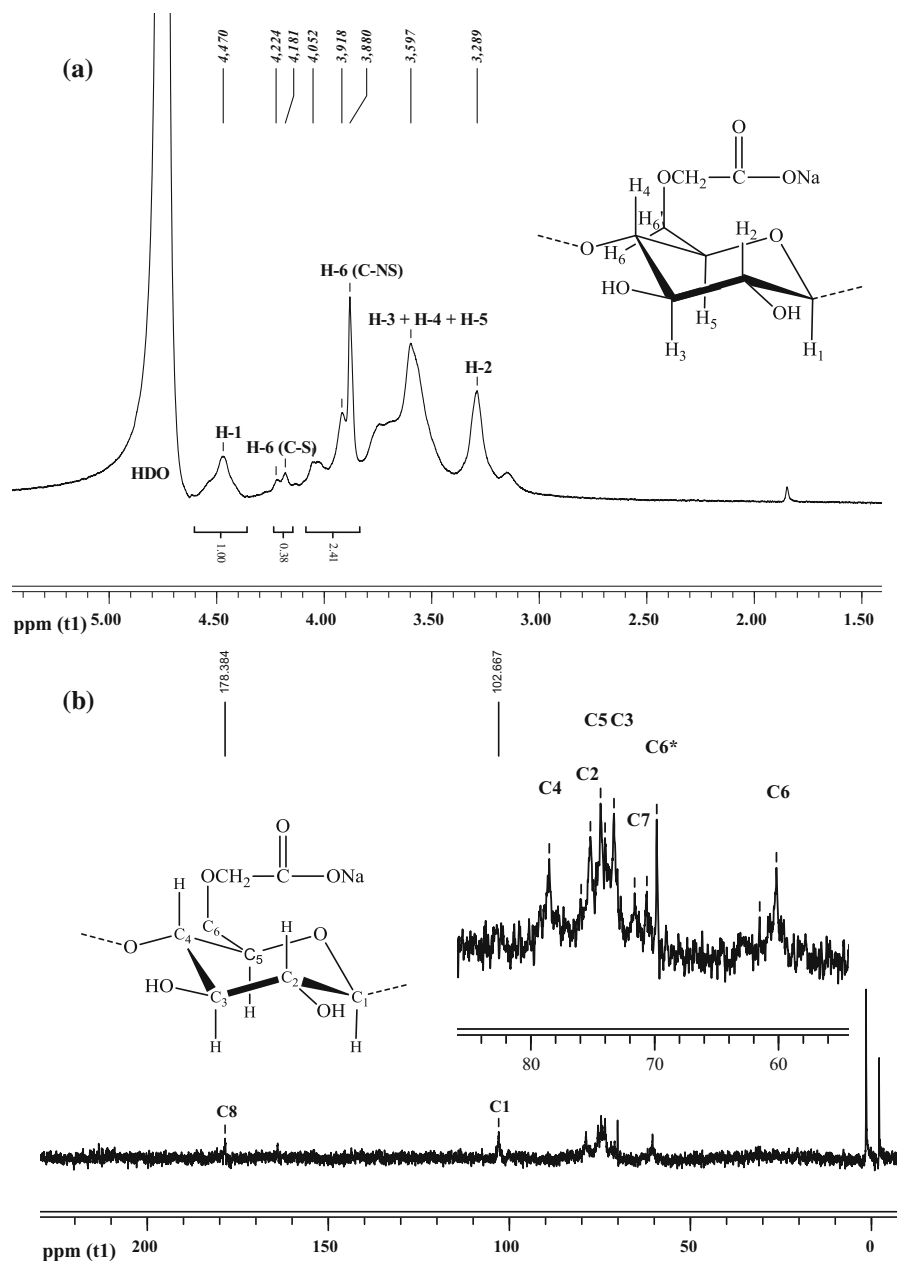 (a)
4,470 4,224 4,181 4,052 3,918 3,880 3,597 3,289
O
OCH2 C ONa
H4
H6'
H2
O
O
H6
HO
OH
H5
H3
H1
H-6 (C-NS)
H-3 + H-4 + H-5
H-2
H-1
H-6 (C-S)
HDO
1.00 0.38 2.41
ppm (t1) 5.00 4.50 4.00 3.50 3.00 2.50 2.00 1.50
(b)
178.384 102.667
C5 C3
C6*
C4 C2 C7 C6
O
OCH2 C ONa
H
C6
H
O
O
C4
C5
HO
C3
H
C2
OH
C1
H
H
80 70 60
C8 C1
ppm (t1) 200 150 100 50 0